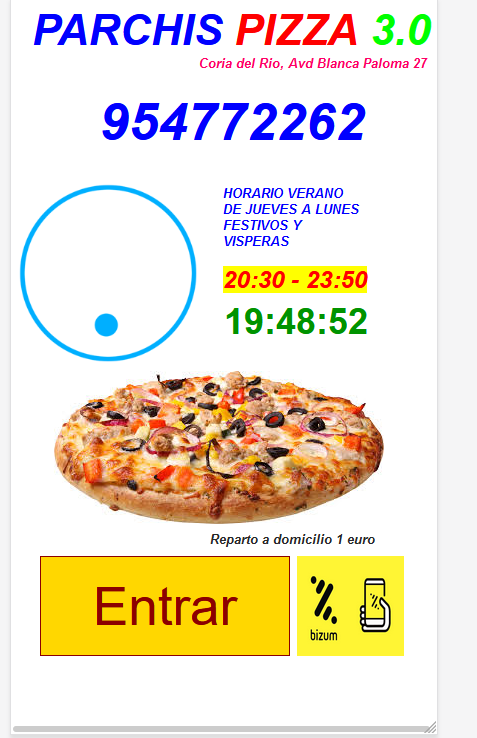 PARCHIS PIZZA 3.0
Coria del Rio, Avd Blanca Paloma 27
954772262
HORARIO VERANO
DE JUEVES A LUNES
FESTIVOS Y
VISPERAS
20:30 - 23:50
19:48:52
Reparto a domicilio 1 euro
Entrar
bizum